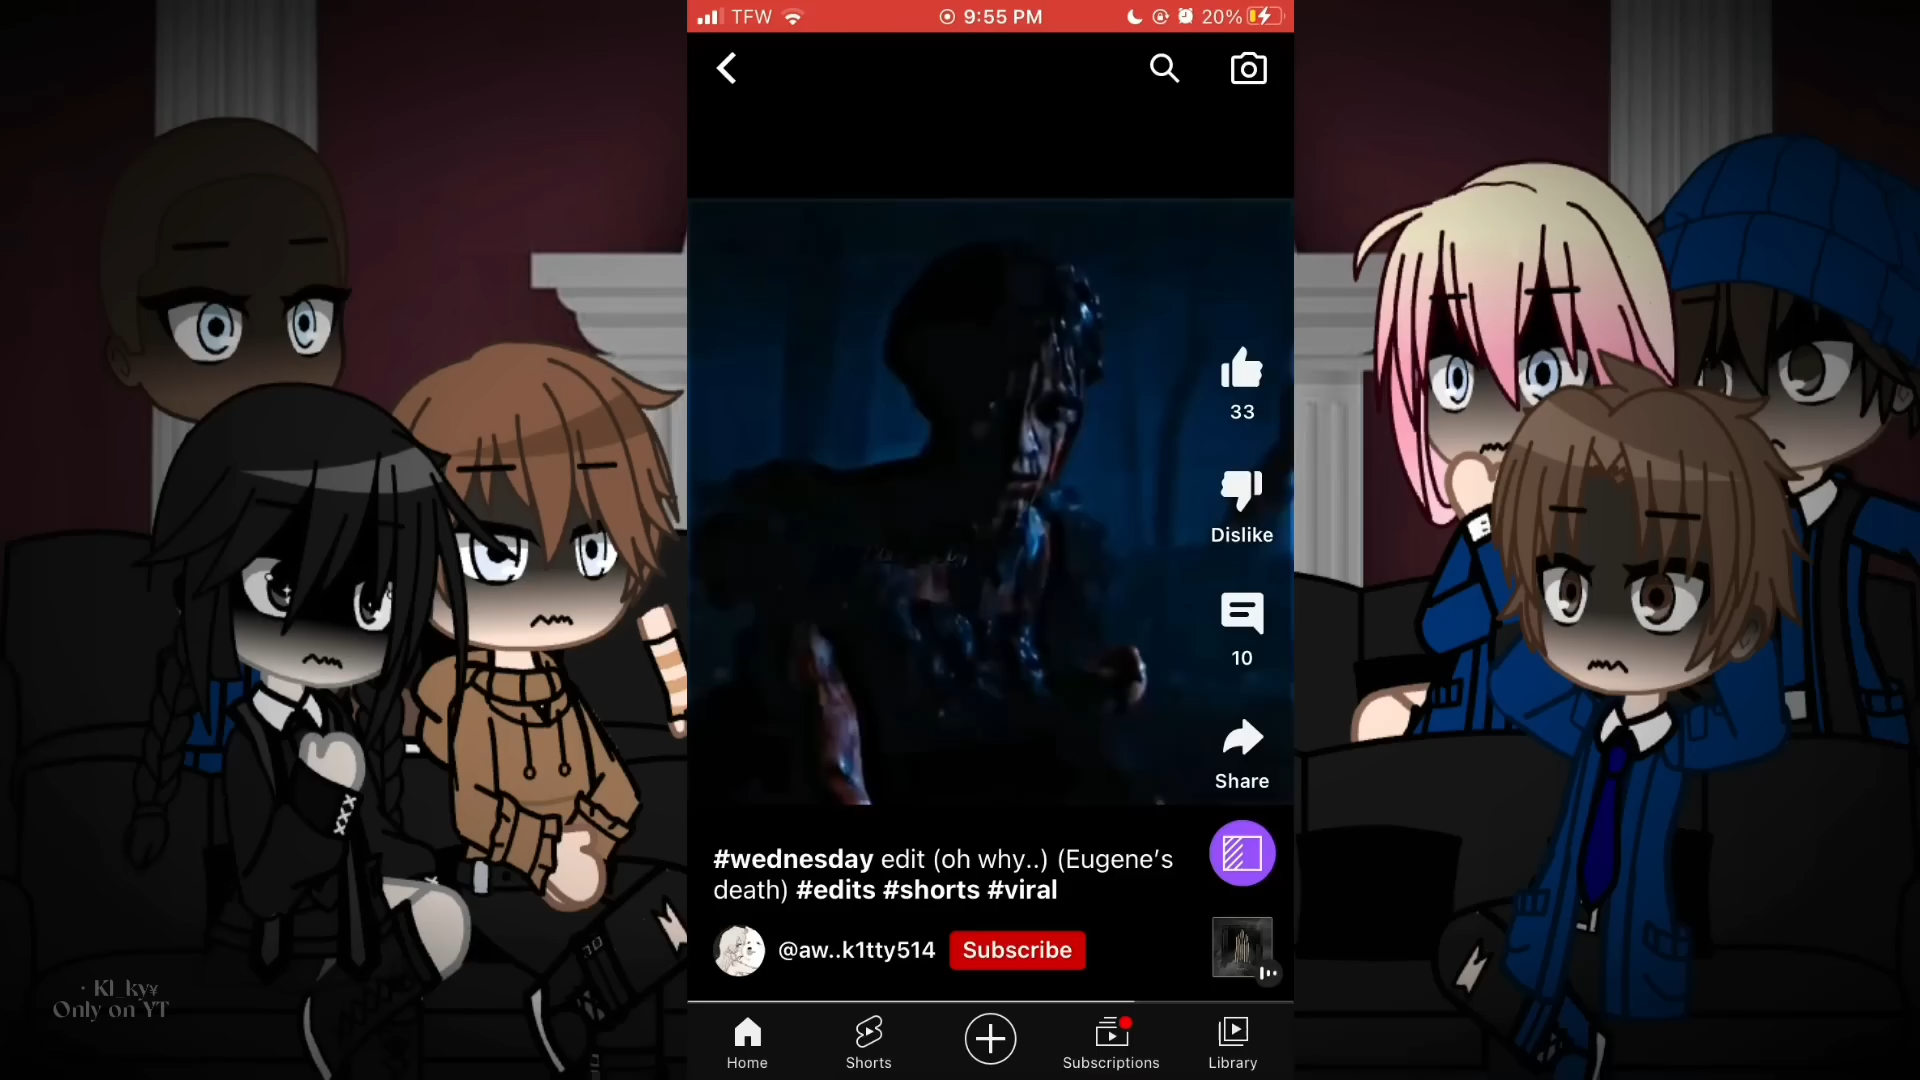 TFW 9:55 PM 20%
33
Dislike
10
Share
#wednesday edit (oh why..) (Eugene’s
death) #edits #shorts #viral
@aw..k1tty514 Subscribe
· Kl_ky¥
Only on YT
Home Shorts Subscriptions Library